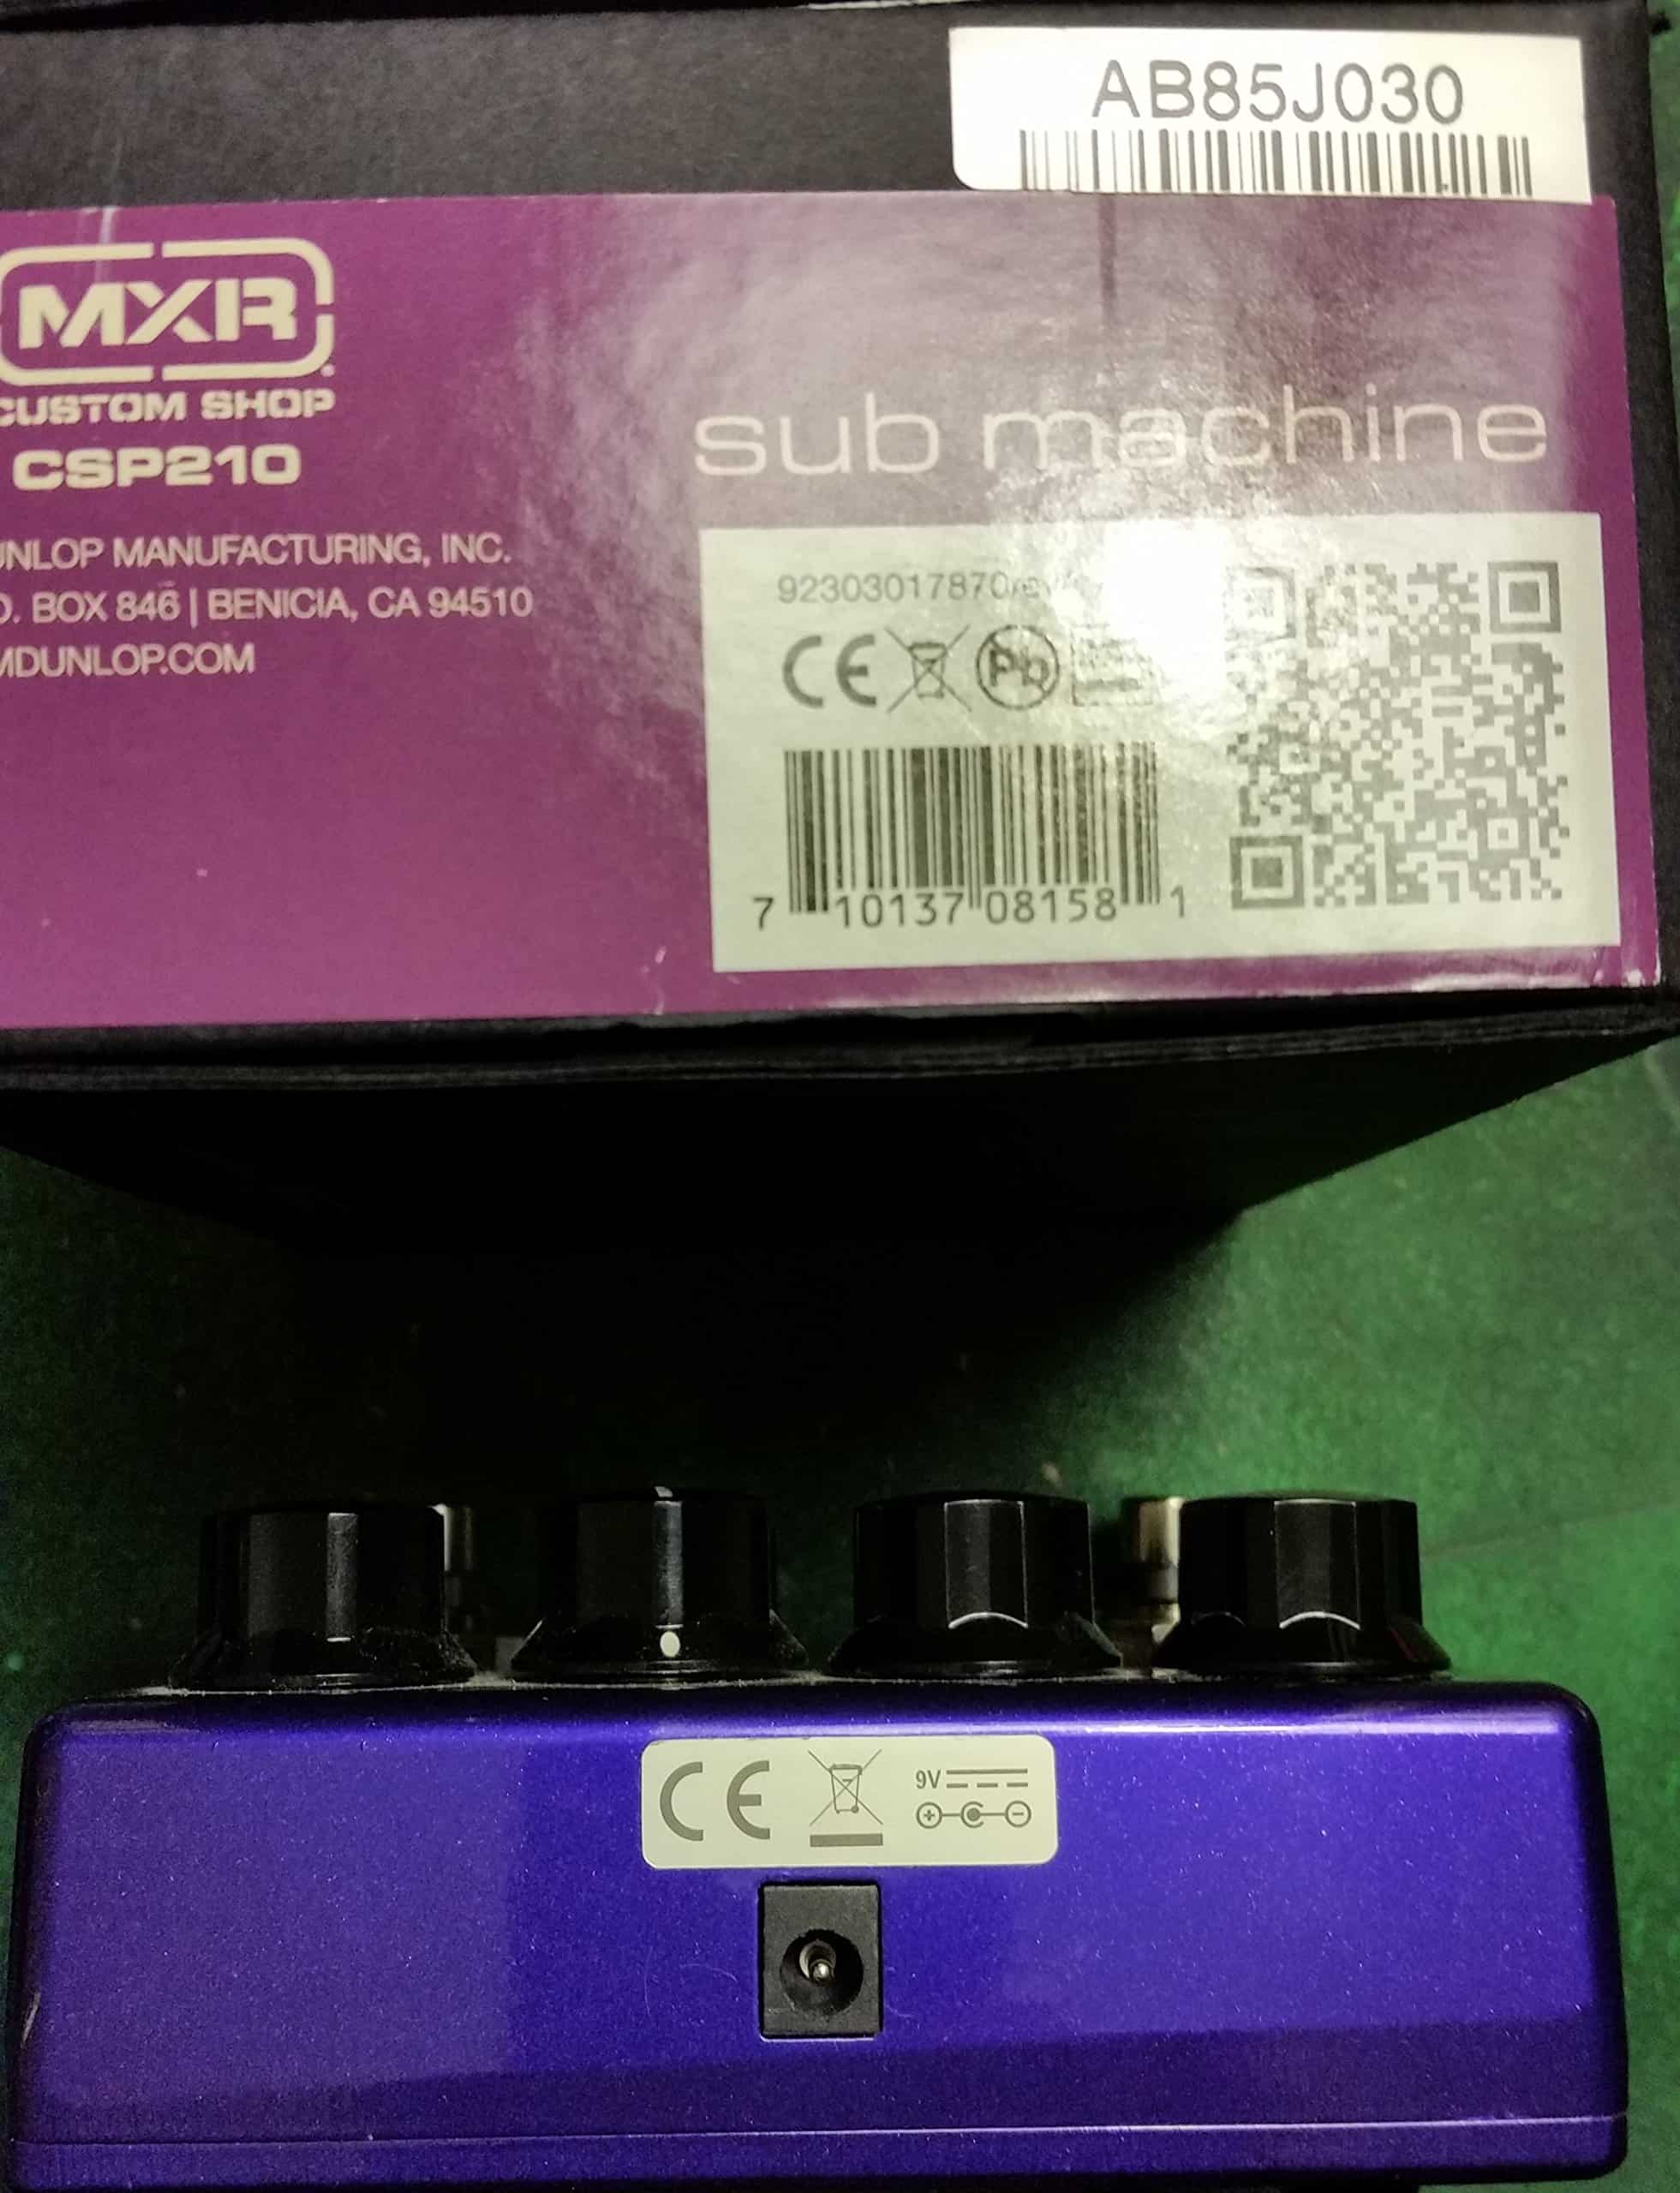 AB85J030
MXR
CUSTOM SHOP
CSP210
sub machine
UNLOP MANUFACTURING, INC.
O. BOX 846 | BENICIA, CA 94510
MDUNLOP.COM
92303017870
CE Pb
7 10137 08158 1
CE
9V